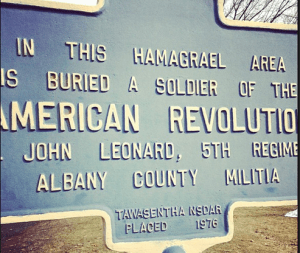 IN THIS HAMAGRAEL AREA
IS BURIED A SOLDIER OF THE
AMERICAN REVOLUTIO
. JOHN LEONARD, 5TH REGIME
ALBANY COUNTY MILITIA
TAWASENTHA NSDAR
PLACED 1976